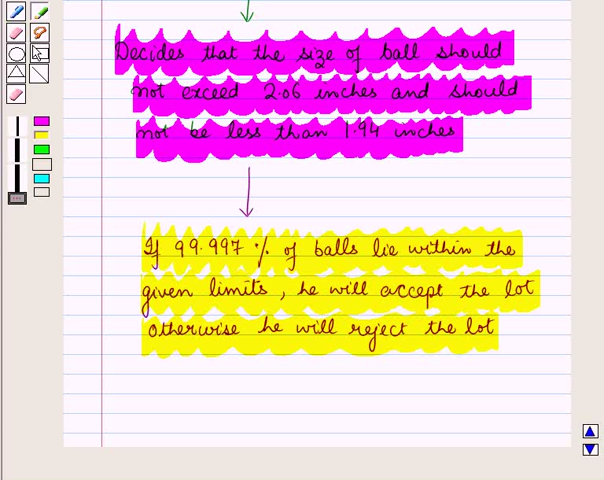 Decides that the size of ball should
not exceed 2.06 inches and should
not be less than 1.94 inches
If 99.997 % of balls lie within the
given limits, he will accept the lot
otherwise he will reject the lot